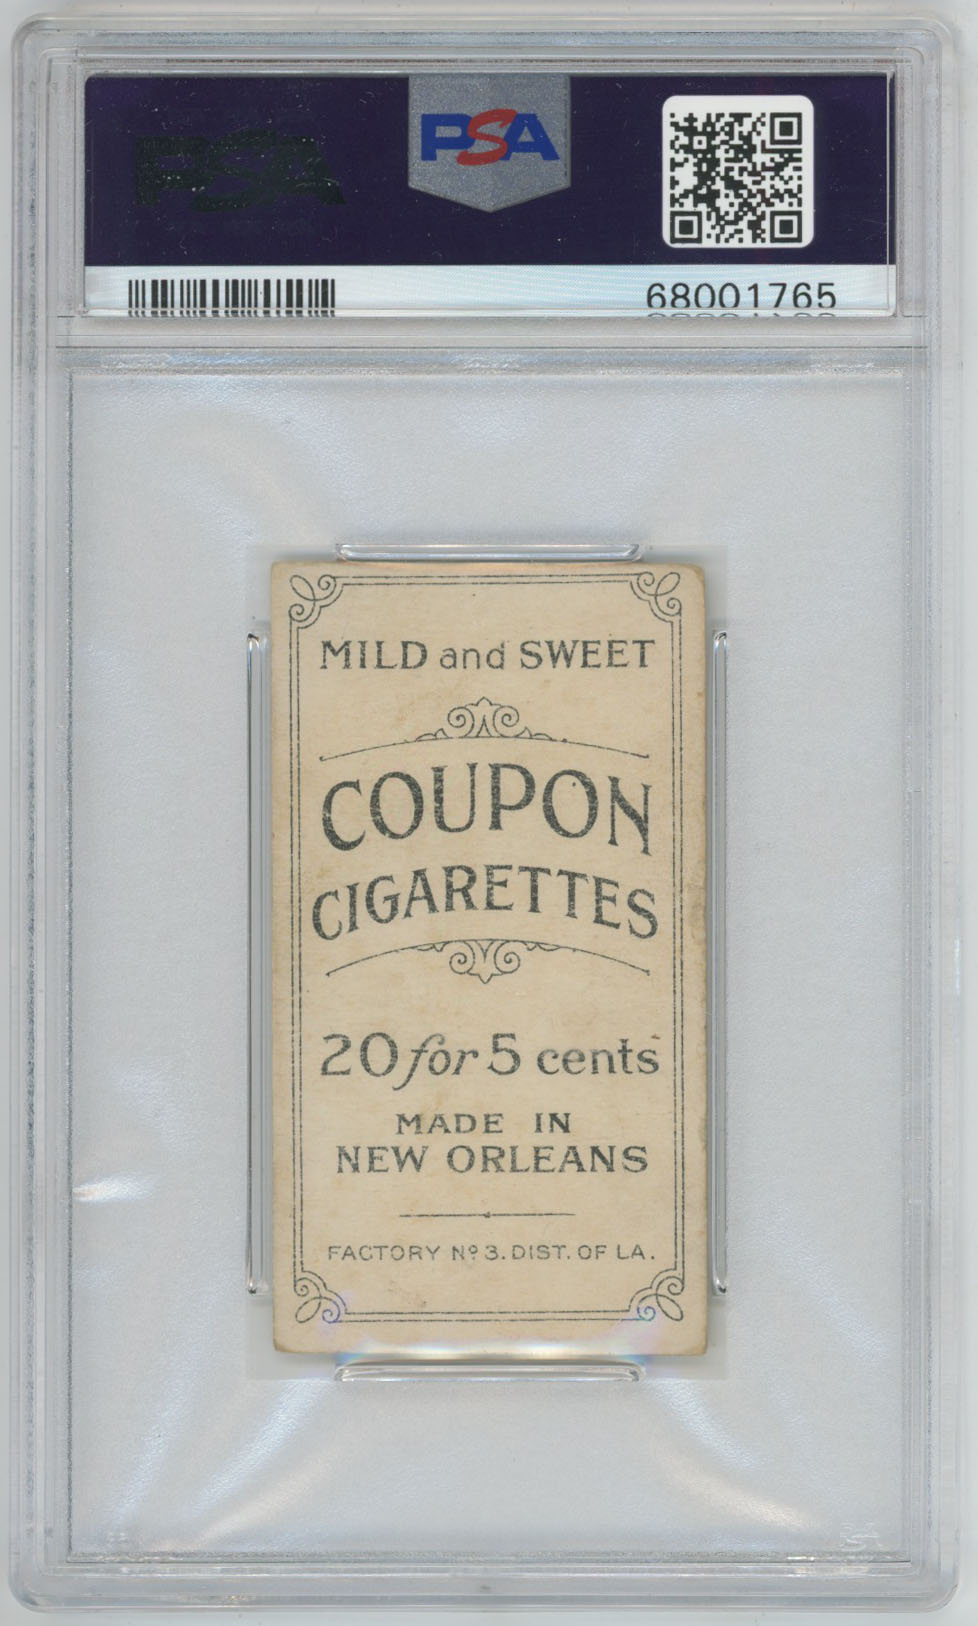 PSA
PSA
68001765
MILD and SWEET
COUPON
CIGARETTES
20 for 5 cents
MADE IN
NEW ORLEANS
FACTORY Nº 3. DIST. OF LA.